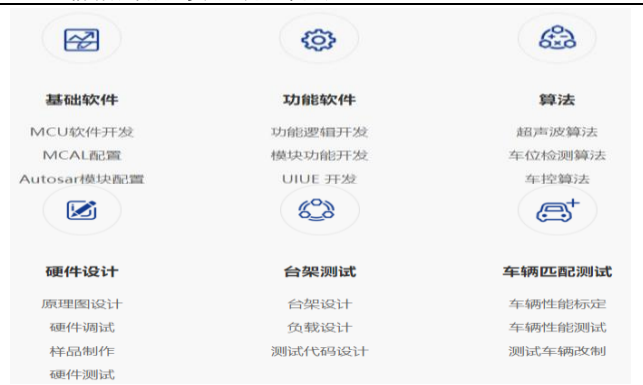 基础软件
MCU软件开发
MCAL配置
Autosar模块配置
功能软件
功能逻辑开发
模块功能开发
UIUE 开发
算法
超声波算法
车位检测算法
车控算法
硬件设计
原理图设计
硬件调试
样品制作
硬件测试
台架测试
台架设计
负载设计
测试代码设计
车辆匹配测试
车辆性能标定
车辆性能测试
测试车辆改制